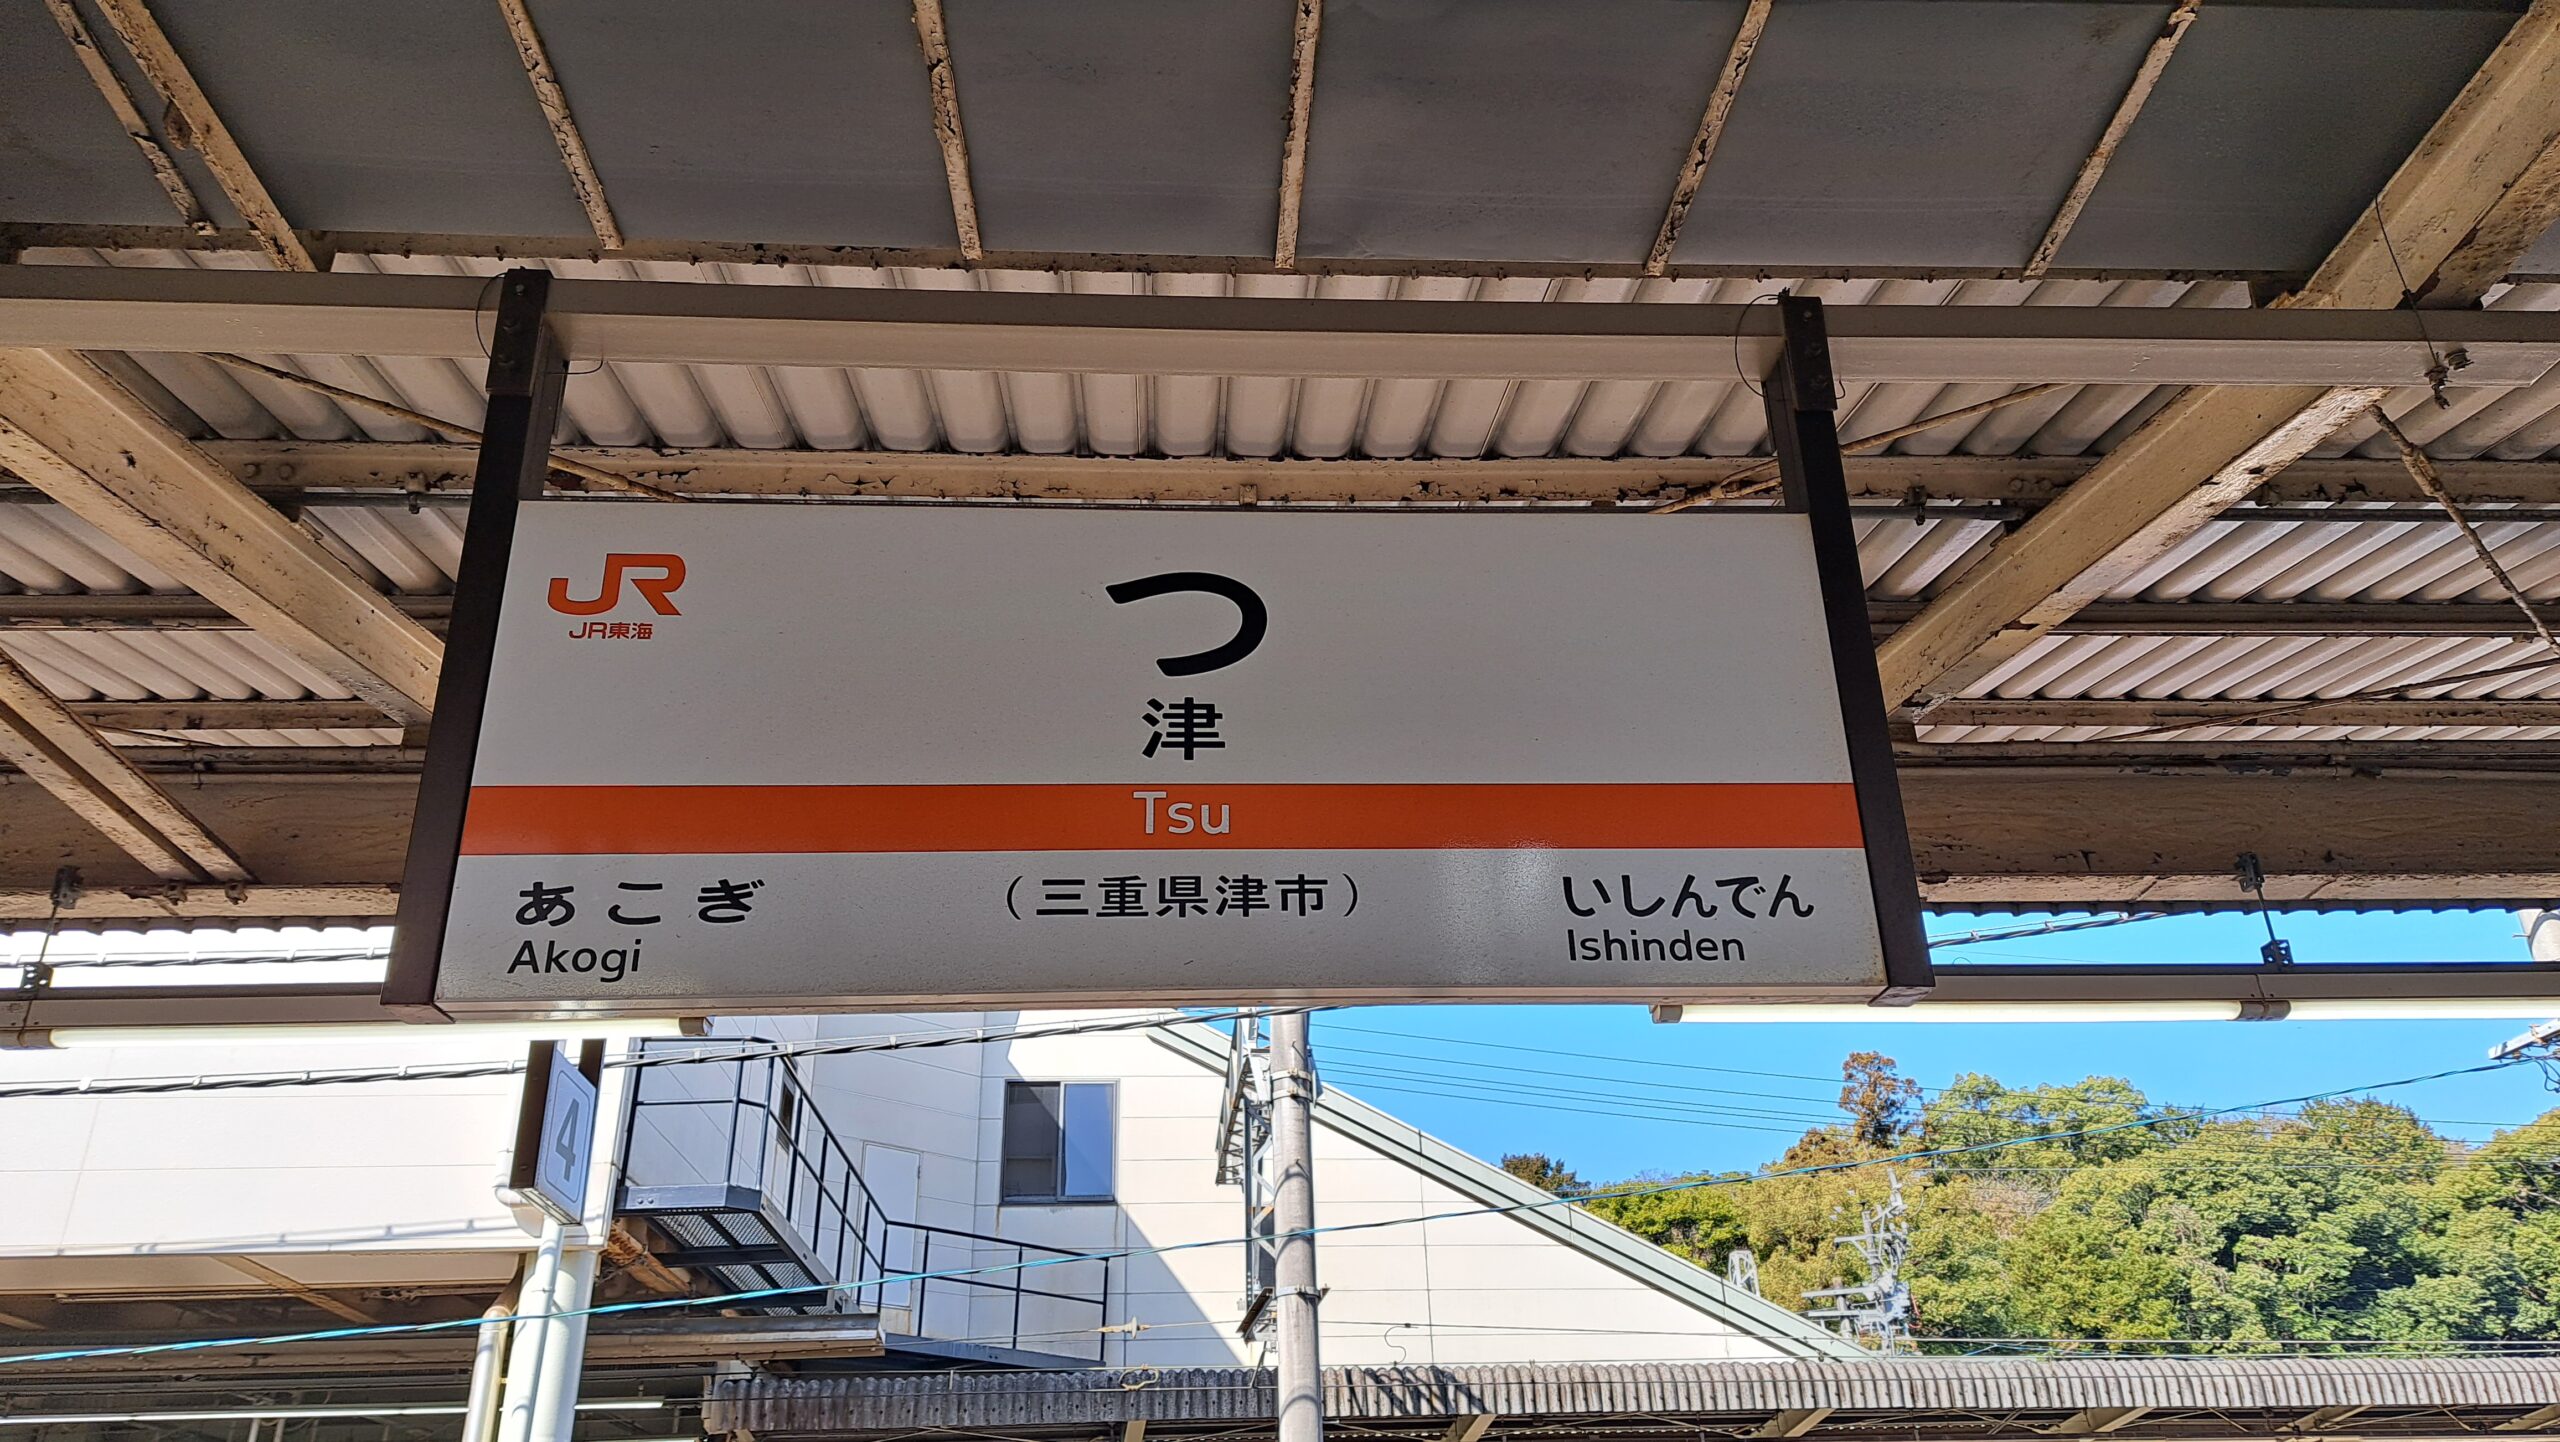 JR
JR東海
つ
津
Tsu
あこぎ
Akogi
(三重県津市)
いしんでん
Ishinden
4